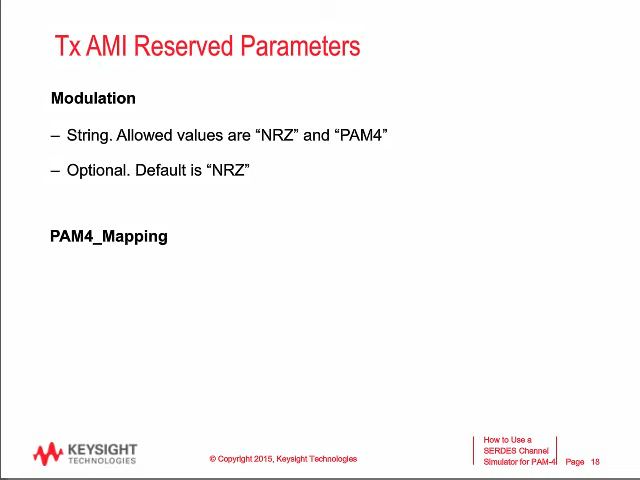 Tx AMI Reserved Parameters
Modulation
– String. Allowed values are “NRZ” and “PAM4”
– Optional. Default is “NRZ”
PAM4_Mapping
KEYSIGHT
TECHNOLOGIES
© Copyright 2015, Keysight Technologies
How to Use a
SERDES Channel
Simulator for PAM-4
Page 18